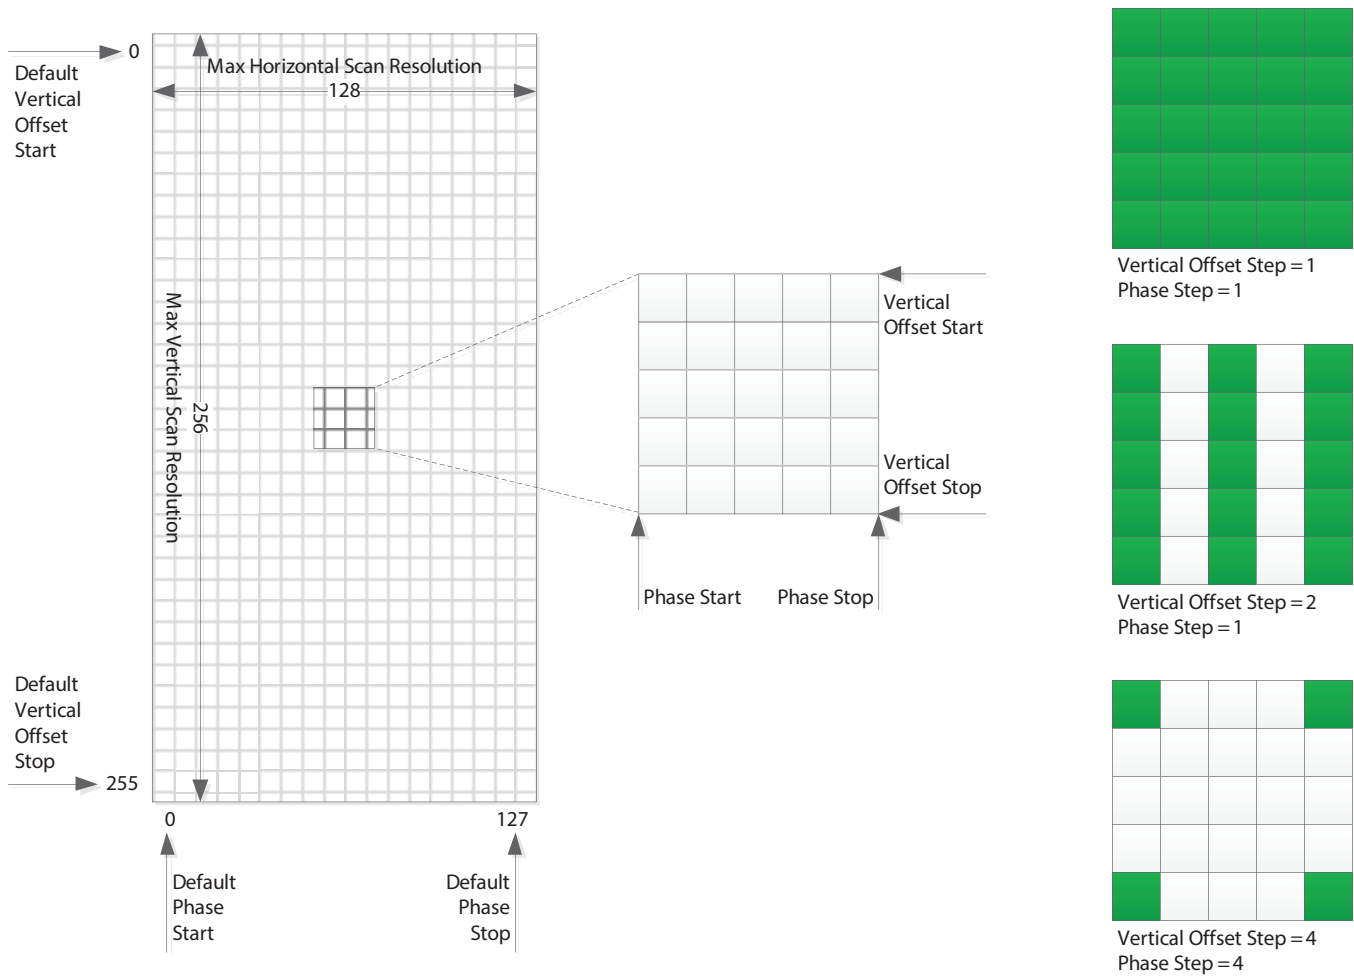 0
Default
Vertical
Offset
Start
Max Horizontal Scan Resolution
128
Max Vertical Scan Resolution
256
Default
Vertical
Offset
Stop
255
0
127
Default
Phase
Start
Default
Phase
Stop
Vertical
Offset Start
Vertical
Offset Stop
Phase Start
Phase Stop
Vertical Offset Step = 1
Phase Step = 1
Vertical Offset Step = 2
Phase Step = 1
Vertical Offset Step = 4
Phase Step = 4